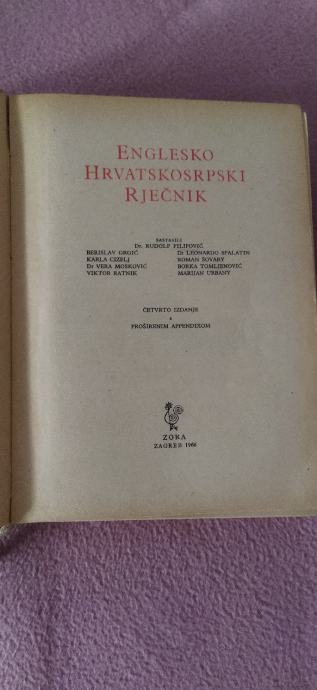 ENGLESKO
HRVATSKOSRPSKI
RJEČNIK
SASTAVILI
Dr. RUDOLF FILIPOVIĆ
BERISLAV GRGIĆ
Dr LEONARDO SPALATIN
KARLA CIZELJ
ROMAN ŠOVARY
Dr VERA MOSKOVIĆ
BORKA TOMLJENOVIĆ
VIKTOR RATNIK
MARIJAN URBANY
ČETVRTO IZDANJE
s
PROŠIRENIM APPENDIXOM
ZORA
ZAGREB 1966